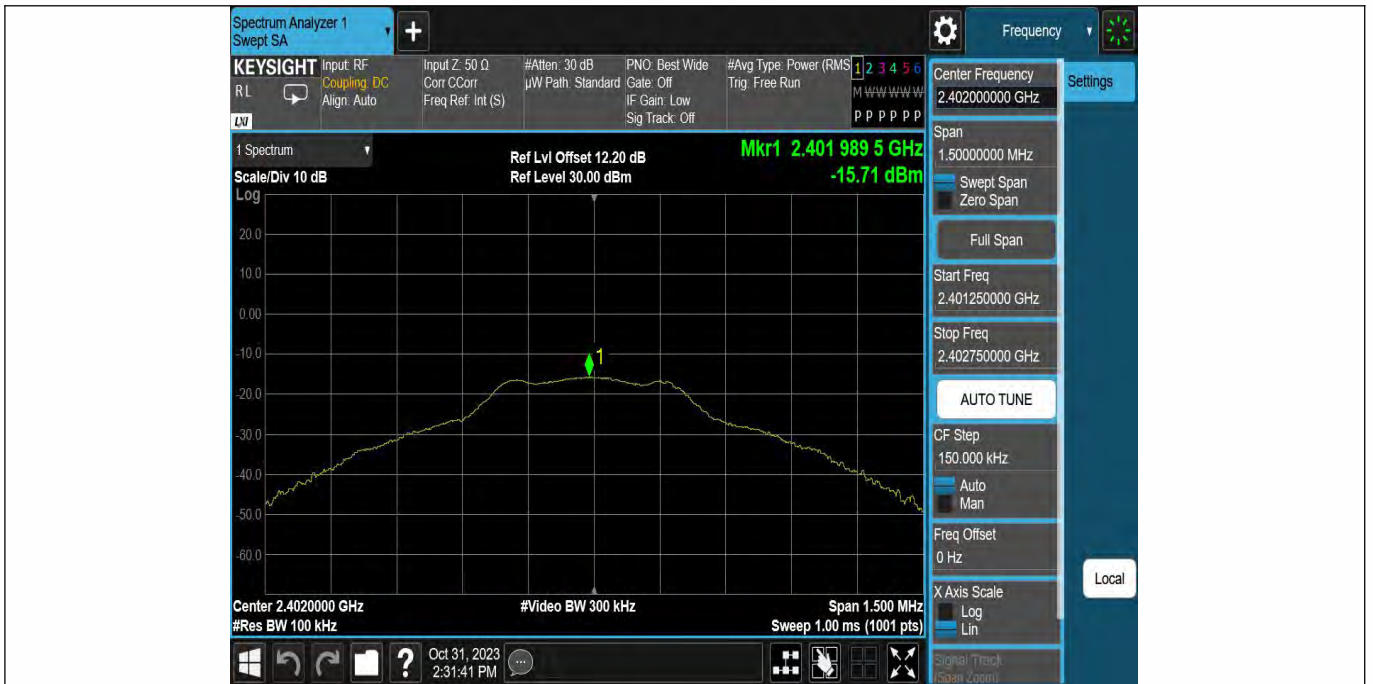 Spectrum Analyzer 1
Swept SA
+
Frequency
KEYSIGHT
RL
LXI
Input: RF
Coupling: DC
Align: Auto
Input Z: 50 Ω
Corr CCorr
Freq Ref: Int (S)
#Atten: 30 dB
µW Path: Standard
PNO: Best Wide
Gate: Off
IF Gain: Low
Sig Track: Off
#Avg Type: Power (RMS
Trig: Free Run
1 2 3 4 5 6
M W W W W W
P P P P P P
1 Spectrum
Scale/Div 10 dB
Log
Ref Lvl Offset 12.20 dB
Ref Level 30.00 dBm
Mkr1 2.401 989 5 GHz
-15.71 dBm
20.0
10.0
0.00
-10.0
-20.0
-30.0
-40.0
-50.0
-60.0
1
Center 2.4020000 GHz
#Res BW 100 kHz
#Video BW 300 kHz
Span 1.500 MHz
Sweep 1.00 ms (1001 pts)
Center Frequency
2.402000000 GHz
Settings
Span
1.50000000 MHz
Swept Span
Zero Span
Full Span
Start Freq
2.401250000 GHz
Stop Freq
2.402750000 GHz
AUTO TUNE
CF Step
150.000 kHz
Auto
Man
Freq Offset
0 Hz
X Axis Scale
Log
Lin
Signal Track
(Span Zoom)
Local
?
Oct 31, 2023
2:31:41 PM